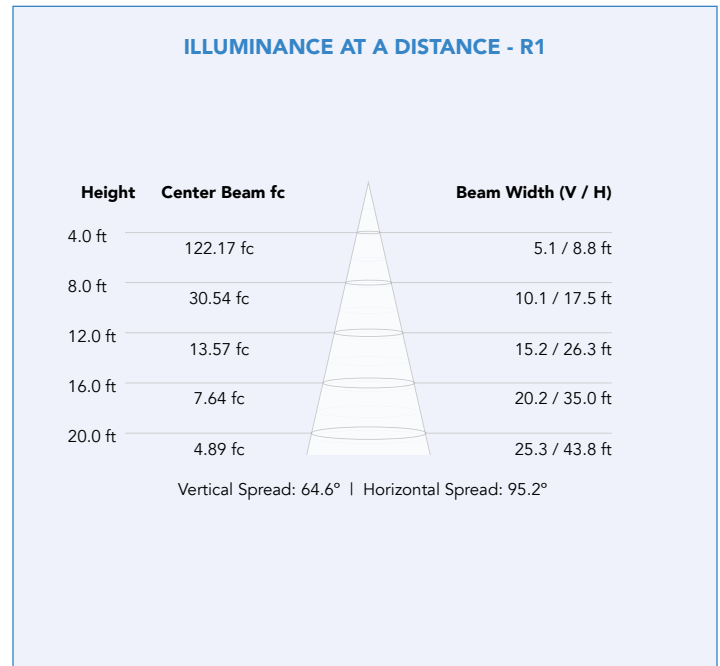 ILLUMINANCE AT A DISTANCE - R1
Height Center Beam fc Beam Width (V / H)
4.0 ft
122.17 fc 5.1 / 8.8 ft
8.0 ft
30.54 fc 10.1 / 17.5 ft
12.0 ft
13.57 fc 15.2 / 26.3 ft
16.0 ft
7.64 fc 20.2 / 35.0 ft
20.0 ft
4.89 fc 25.3 / 43.8 ft
Vertical Spread: 64.6º | Horizontal Spread: 95.2º